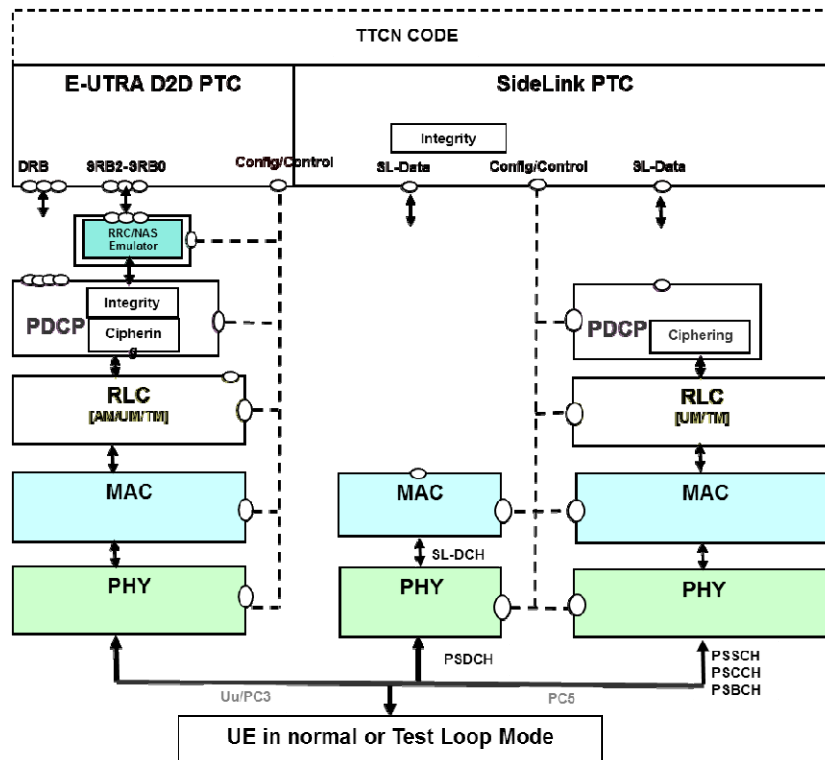 TTCN CODE
E-UTRA D2D PTC
SideLink PTC
Integrity
DRB
SRB2-SRB0
Config/Control
SL-Data
Config/Control
SL-Data
RRC/NAS
Emulator
Integrity
PDCP
Cipherin
g
PDCP
Ciphering
RLC
[AM/UM/TM]
RLC
[UM/TM]
MAC
MAC
MAC
SL-DCH
PHY
PHY
PHY
PSDCH
PSSCH
PSCCH
PSBCH
Uu/PC3
PC5
UE in normal or Test Loop Mode